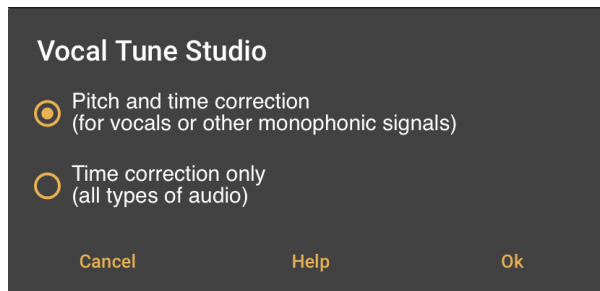 Vocal Tune Studio
Pitch and time correction
(for vocals or other monophonic signals)
Time correction only
(all types of audio)
Cancel Help Ok